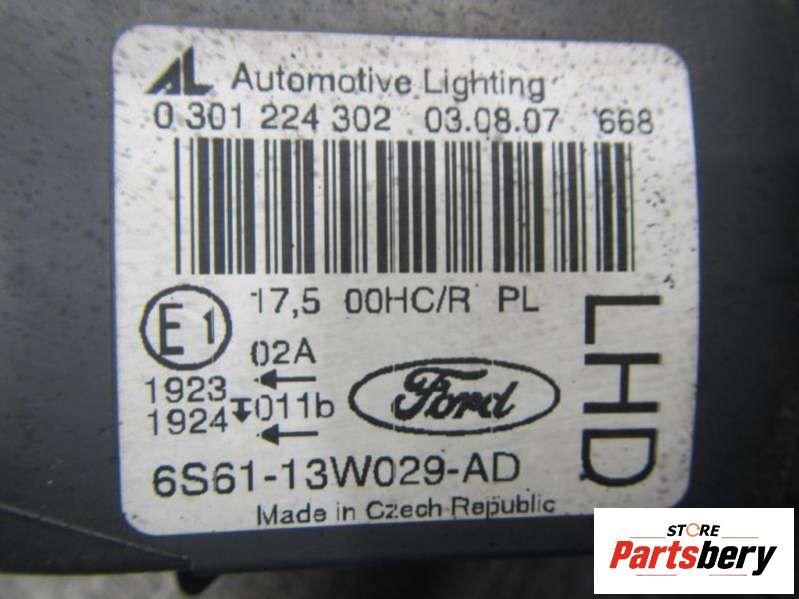 AL Automotive Lighting
0 301 224 302 03.08.07 668
17,5 00HC/R PL
E1
02A
1923
1924 011b
Ford
LHD
6S61-13W029-AD
Made in Czech Republic
STORE
Partsbery